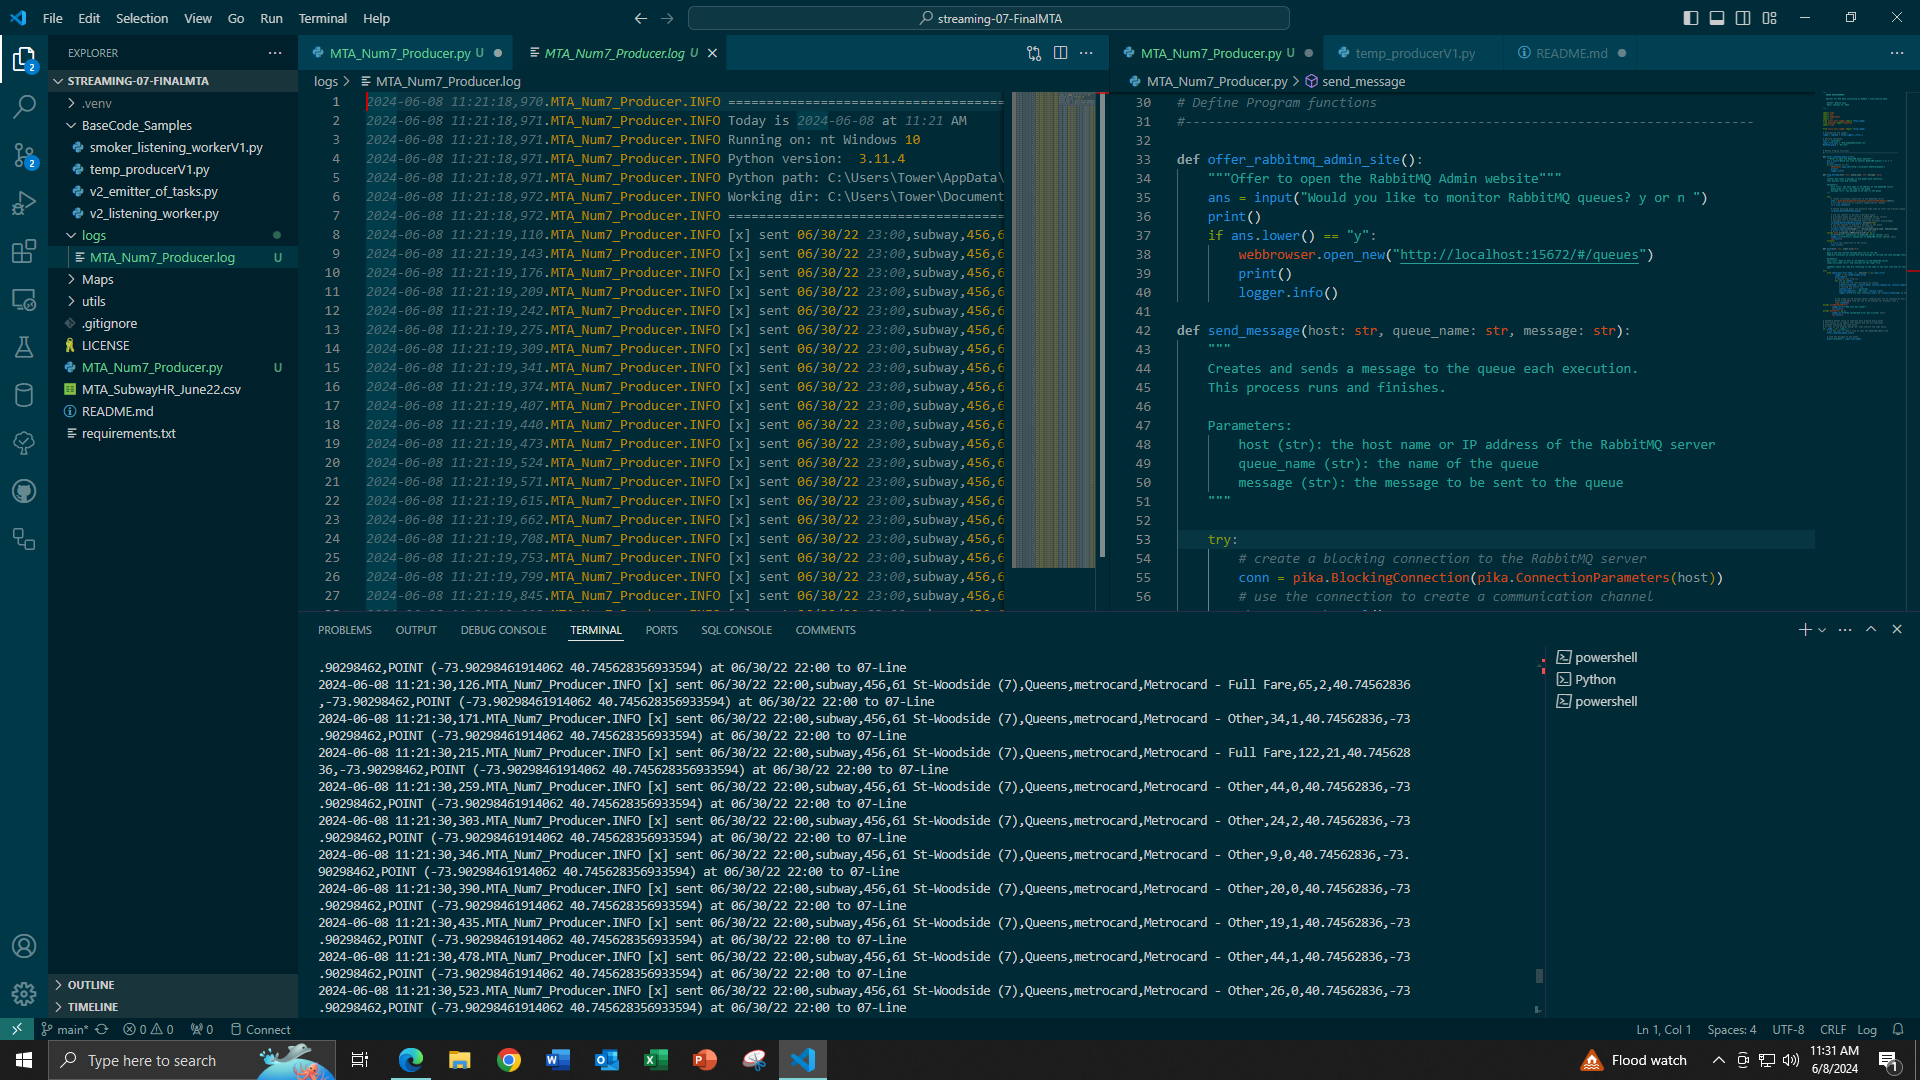 File Edit Selection View Go Run Terminal Help
streaming-07-FinalMTA
EXPLORER
STREAMING-07-FINALMTA
.venv
BaseCode_Samples
smoker_listening_workerV1.py
temp_producerV1.py
v2_emitter_of_tasks.py
v2_listening_worker.py
logs
MTA_Num7_Producer.log U
Maps
utils
.gitignore
LICENSE
MTA_Num7_Producer.py U
MTA_SubwayHR_June22.csv
README.md
requirements.txt
OUTLINE
TIMELINE
MTA_Num7_Producer.py U
MTA_Num7_Producer.log U
logs > MTA_Num7_Producer.log
1 2024-06-08 11:21:18,970.MTA_Num7_Producer.INFO ====================================
2 2024-06-08 11:21:18,971.MTA_Num7_Producer.INFO Today is 2024-06-08 at 11:21 AM
3 2024-06-08 11:21:18,971.MTA_Num7_Producer.INFO Running on: nt Windows 10
4 2024-06-08 11:21:18,971.MTA_Num7_Producer.INFO Python version:  3.11.4
5 2024-06-08 11:21:18,971.MTA_Num7_Producer.INFO Python path: C:\Users\Tower\AppData\
6 2024-06-08 11:21:18,972.MTA_Num7_Producer.INFO Working dir: C:\Users\Tower\Document
7 2024-06-08 11:21:18,972.MTA_Num7_Producer.INFO ====================================
8 2024-06-08 11:21:19,110.MTA_Num7_Producer.INFO [x] sent 06/30/22 23:00,subway,456,6
9 2024-06-08 11:21:19,143.MTA_Num7_Producer.INFO [x] sent 06/30/22 23:00,subway,456,6
10 2024-06-08 11:21:19,176.MTA_Num7_Producer.INFO [x] sent 06/30/22 23:00,subway,456,6
11 2024-06-08 11:21:19,209.MTA_Num7_Producer.INFO [x] sent 06/30/22 23:00,subway,456,6
12 2024-06-08 11:21:19,242.MTA_Num7_Producer.INFO [x] sent 06/30/22 23:00,subway,456,6
13 2024-06-08 11:21:19,275.MTA_Num7_Producer.INFO [x] sent 06/30/22 23:00,subway,456,6
14 2024-06-08 11:21:19,309.MTA_Num7_Producer.INFO [x] sent 06/30/22 23:00,subway,456,6
15 2024-06-08 11:21:19,341.MTA_Num7_Producer.INFO [x] sent 06/30/22 23:00,subway,456,6
16 2024-06-08 11:21:19,374.MTA_Num7_Producer.INFO [x] sent 06/30/22 23:00,subway,456,6
17 2024-06-08 11:21:19,407.MTA_Num7_Producer.INFO [x] sent 06/30/22 23:00,subway,456,6
18 2024-06-08 11:21:19,440.MTA_Num7_Producer.INFO [x] sent 06/30/22 23:00,subway,456,6
19 2024-06-08 11:21:19,473.MTA_Num7_Producer.INFO [x] sent 06/30/22 23:00,subway,456,6
20 2024-06-08 11:21:19,524.MTA_Num7_Producer.INFO [x] sent 06/30/22 23:00,subway,456,6
21 2024-06-08 11:21:19,571.MTA_Num7_Producer.INFO [x] sent 06/30/22 23:00,subway,456,6
22 2024-06-08 11:21:19,615.MTA_Num7_Producer.INFO [x] sent 06/30/22 23:00,subway,456,6
23 2024-06-08 11:21:19,662.MTA_Num7_Producer.INFO [x] sent 06/30/22 23:00,subway,456,6
24 2024-06-08 11:21:19,708.MTA_Num7_Producer.INFO [x] sent 06/30/22 23:00,subway,456,6
25 2024-06-08 11:21:19,753.MTA_Num7_Producer.INFO [x] sent 06/30/22 23:00,subway,456,6
26 2024-06-08 11:21:19,799.MTA_Num7_Producer.INFO [x] sent 06/30/22 23:00,subway,456,6
27 2024-06-08 11:21:19,845.MTA_Num7_Producer.INFO [x] sent 06/30/22 23:00,subway,456,6
MTA_Num7_Producer.py U
temp_producerV1.py
README.md
MTA_Num7_Producer.py > send_message
30 # Define Program functions
31 #--------------------------------------------------------------------------
32
33 def offer_rabbitmq_admin_site():
34 """Offer to open the RabbitMQ Admin website"""
35 ans = input("Would you like to monitor RabbitMQ queues? y or n ")
36 print()
37 if ans.lower() == "y":
38 webbrowser.open_new("http://localhost:15672/#/queues")
39 print()
40 logger.info()
41
42 def send_message(host: str, queue_name: str, message: str):
43 """
44 Creates and sends a message to the queue each execution.
45 This process runs and finishes.
46
47 Parameters:
48 host (str): the host name or IP address of the RabbitMQ server
49 queue_name (str): the name of the queue
50 message (str): the message to be sent to the queue
51 """
52
53 try:
54 # create a blocking connection to the RabbitMQ server
55 conn = pika.BlockingConnection(pika.ConnectionParameters(host))
56 # use the connection to create a communication channel
PROBLEMS OUTPUT DEBUG CONSOLE TERMINAL PORTS SQL CONSOLE COMMENTS
.90298462,POINT (-73.90298461914062 40.745628356933594) at 06/30/22 22:00 to 07-Line
2024-06-08 11:21:30,126.MTA_Num7_Producer.INFO [x] sent 06/30/22 22:00,subway,456,61 St-Woodside (7),Queens,metrocard,Metrocard - Full Fare,65,2,40.74562836
,-73.90298462,POINT (-73.90298461914062 40.745628356933594) at 06/30/22 22:00 to 07-Line
2024-06-08 11:21:30,171.MTA_Num7_Producer.INFO [x] sent 06/30/22 22:00,subway,456,61 St-Woodside (7),Queens,metrocard,Metrocard - Other,34,1,40.74562836,-73
.90298462,POINT (-73.90298461914062 40.745628356933594) at 06/30/22 22:00 to 07-Line
2024-06-08 11:21:30,215.MTA_Num7_Producer.INFO [x] sent 06/30/22 22:00,subway,456,61 St-Woodside (7),Queens,metrocard,Metrocard - Full Fare,122,21,40.745628
36,-73.90298462,POINT (-73.90298461914062 40.745628356933594) at 06/30/22 22:00 to 07-Line
2024-06-08 11:21:30,259.MTA_Num7_Producer.INFO [x] sent 06/30/22 22:00,subway,456,61 St-Woodside (7),Queens,metrocard,Metrocard - Other,44,0,40.74562836,-73
.90298462,POINT (-73.90298461914062 40.745628356933594) at 06/30/22 22:00 to 07-Line
2024-06-08 11:21:30,303.MTA_Num7_Producer.INFO [x] sent 06/30/22 22:00,subway,456,61 St-Woodside (7),Queens,metrocard,Metrocard - Other,24,2,40.74562836,-73
.90298462,POINT (-73.90298461914062 40.745628356933594) at 06/30/22 22:00 to 07-Line
2024-06-08 11:21:30,346.MTA_Num7_Producer.INFO [x] sent 06/30/22 22:00,subway,456,61 St-Woodside (7),Queens,metrocard,Metrocard - Other,9,0,40.74562836,-73.
90298462,POINT (-73.90298461914062 40.745628356933594) at 06/30/22 22:00 to 07-Line
2024-06-08 11:21:30,390.MTA_Num7_Producer.INFO [x] sent 06/30/22 22:00,subway,456,61 St-Woodside (7),Queens,metrocard,Metrocard - Other,20,0,40.74562836,-73
.90298462,POINT (-73.90298461914062 40.745628356933594) at 06/30/22 22:00 to 07-Line
2024-06-08 11:21:30,435.MTA_Num7_Producer.INFO [x] sent 06/30/22 22:00,subway,456,61 St-Woodside (7),Queens,metrocard,Metrocard - Other,19,1,40.74562836,-73
.90298462,POINT (-73.90298461914062 40.745628356933594) at 06/30/22 22:00 to 07-Line
2024-06-08 11:21:30,478.MTA_Num7_Producer.INFO [x] sent 06/30/22 22:00,subway,456,61 St-Woodside (7),Queens,metrocard,Metrocard - Other,44,1,40.74562836,-73
.90298462,POINT (-73.90298461914062 40.745628356933594) at 06/30/22 22:00 to 07-Line
2024-06-08 11:21:30,523.MTA_Num7_Producer.INFO [x] sent 06/30/22 22:00,subway,456,61 St-Woodside (7),Queens,metrocard,Metrocard - Other,26,0,40.74562836,-73
.90298462,POINT (-73.90298461914062 40.745628356933594) at 06/30/22 22:00 to 07-Line
powershell
Python
powershell
main* 0 0 0 Connect
Ln 1, Col 1 Spaces: 4 UTF-8 CRLF Log
Type here to search
Flood watch
11:31 AM
6/8/2024